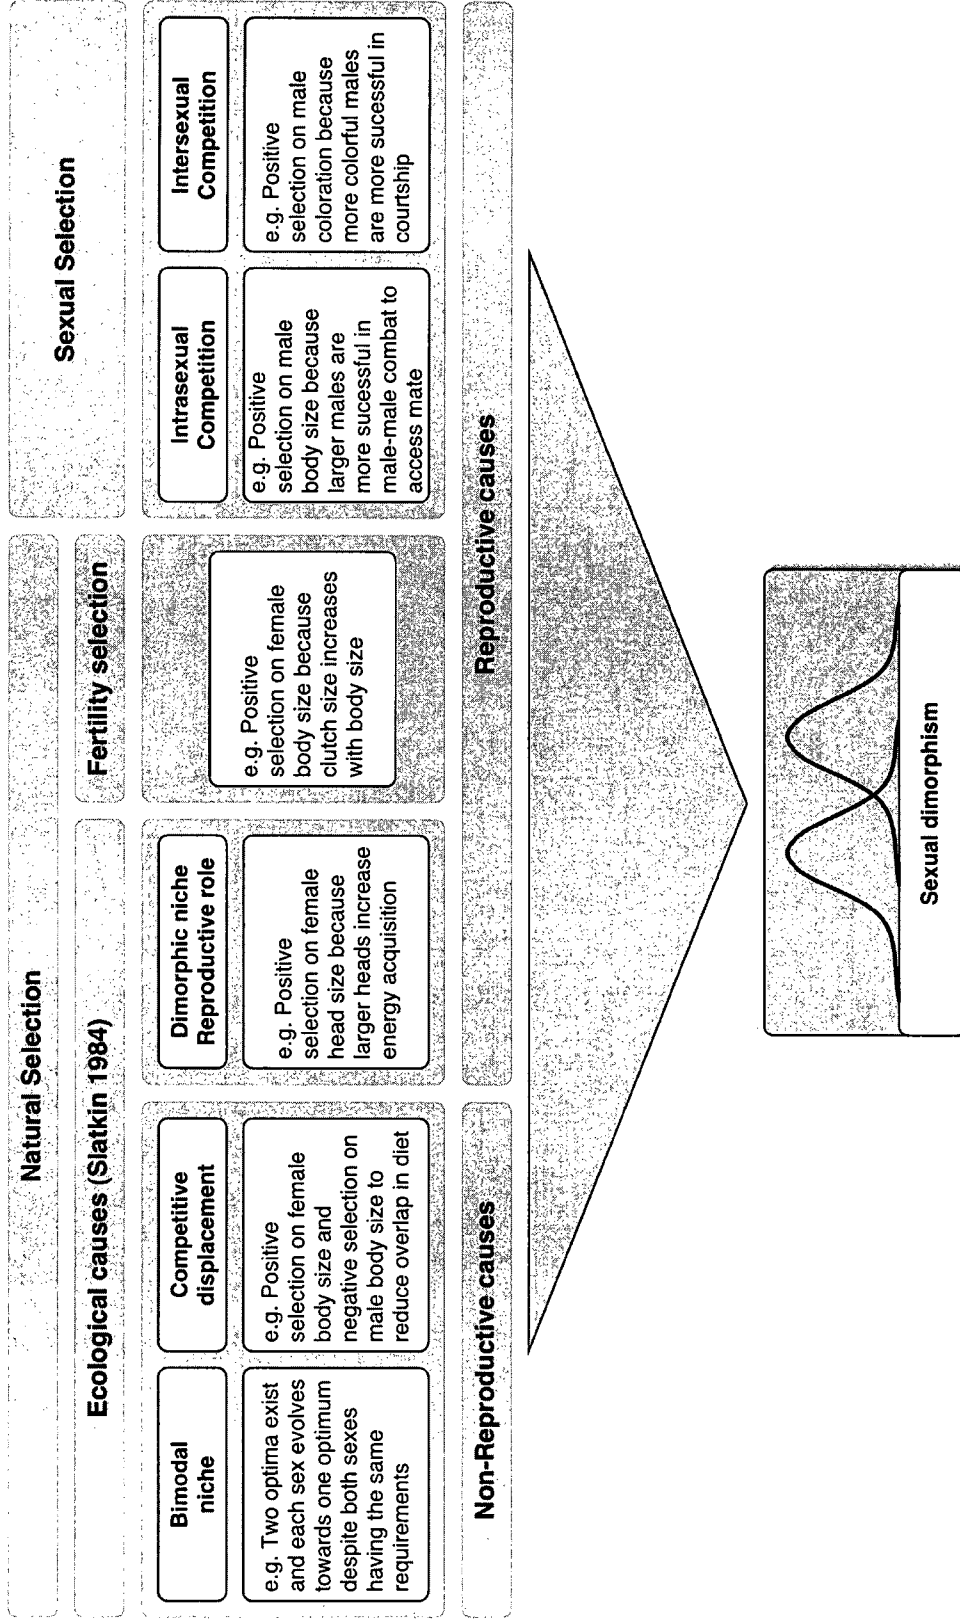 Natural Selection
Sexual Selection
Ecological causes (Slatkin 1984)
Fertility selection
Bimodal
niche
e.g. Two optima exist
and each sex evolves
towards one optimum
despite both sexes
having the same
requirements
Competitive
displacement
e.g. Positive
selection on female
body size and
negative selection on
male body size to
reduce overlap in diet
Dimorphic niche
Reproductive role
e.g. Positive
selection on female
head size because
larger heads increase
energy acquisition
e.g. Positive
selection on female
body size because
clutch size increases
with body size
Intrasexual
Competition
e.g. Positive
selection on male
body size because
larger males are
more sucessful in
male-male combat to
access mate
Intersexual
Competition
e.g. Positive
selection on male
coloration because
more colorful males
are more sucessful in
courtship
Non-Reproductive causes
Reproductive causes
Sexual dimorphism